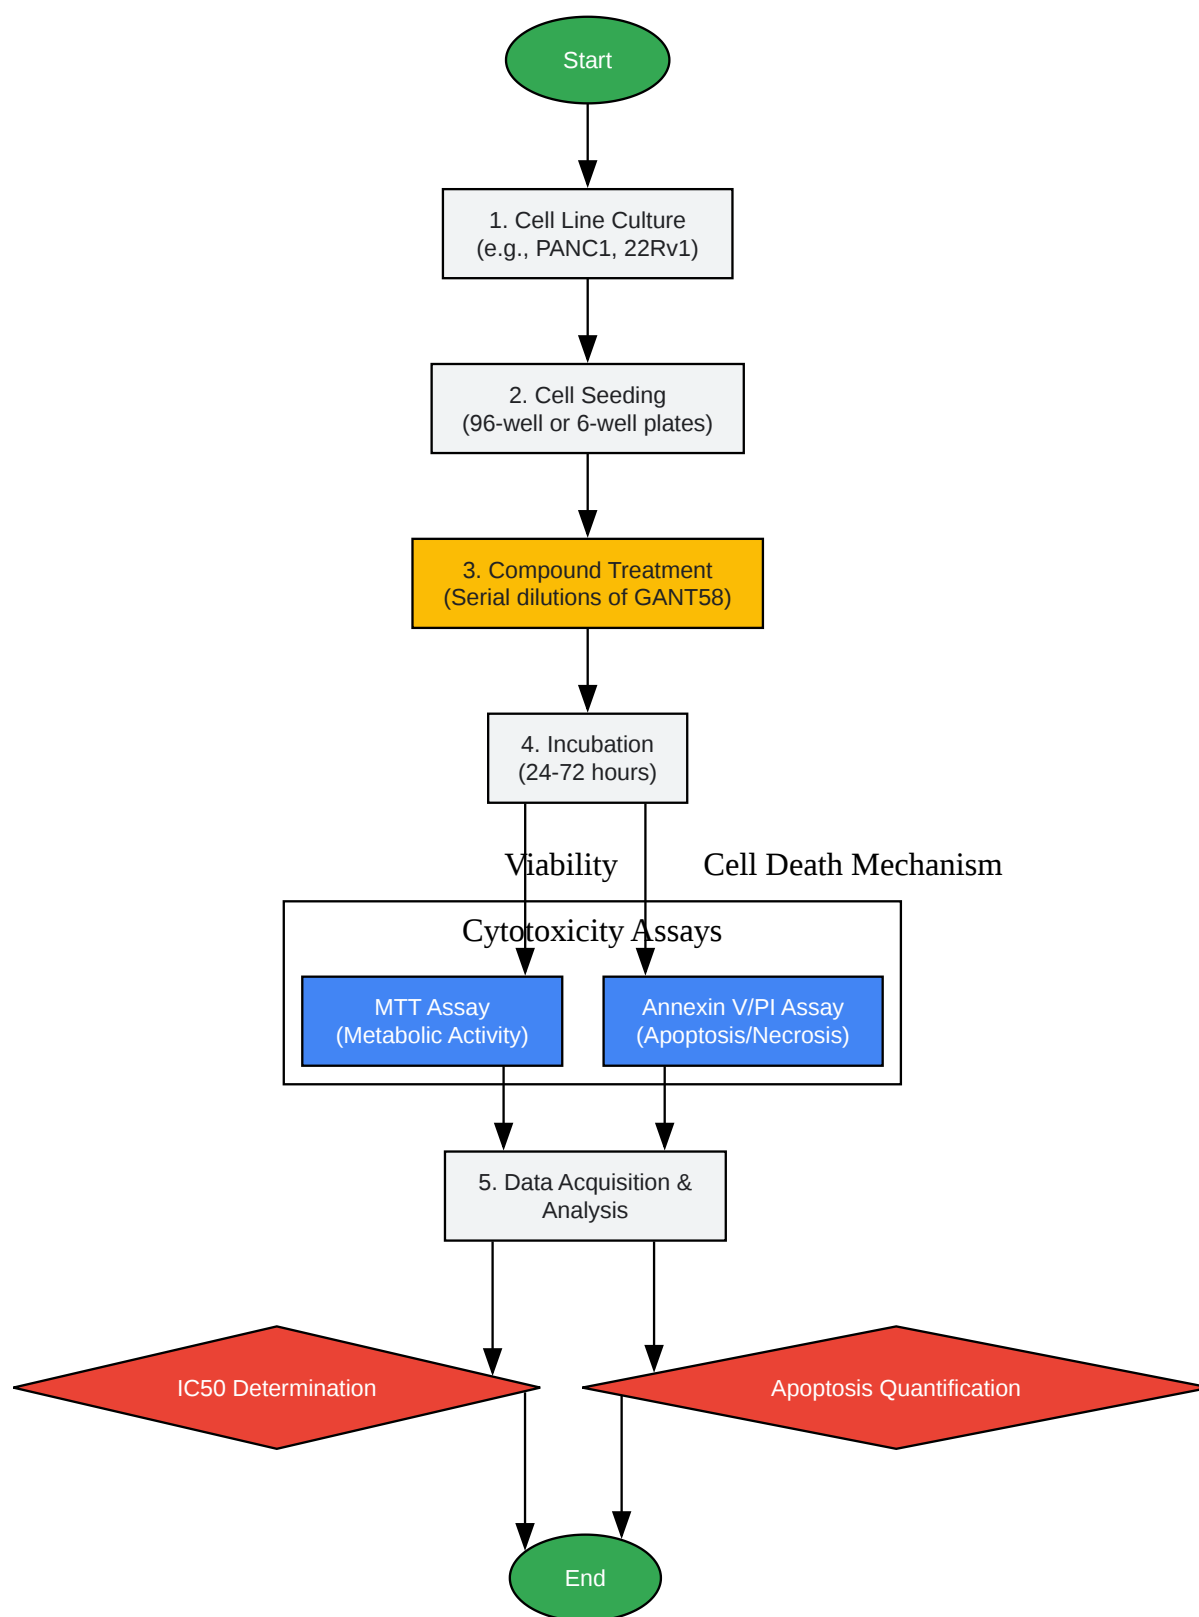 Start
1. Cell Line Culture
(e.g., PANC1, 22Rv1)
2. Cell Seeding
(96-well or 6-well plates)
3. Compound Treatment
(Serial dilutions of GANT58)
4. Incubation
(24-72 hours)
Viability
Cell Death Mechanism
Cytotoxicity Assays
MTT Assay
(Metabolic Activity)
Annexin V/PI Assay
(Apoptosis/Necrosis)
5. Data Acquisition &
Analysis
IC50 Determination
Apoptosis Quantification
End